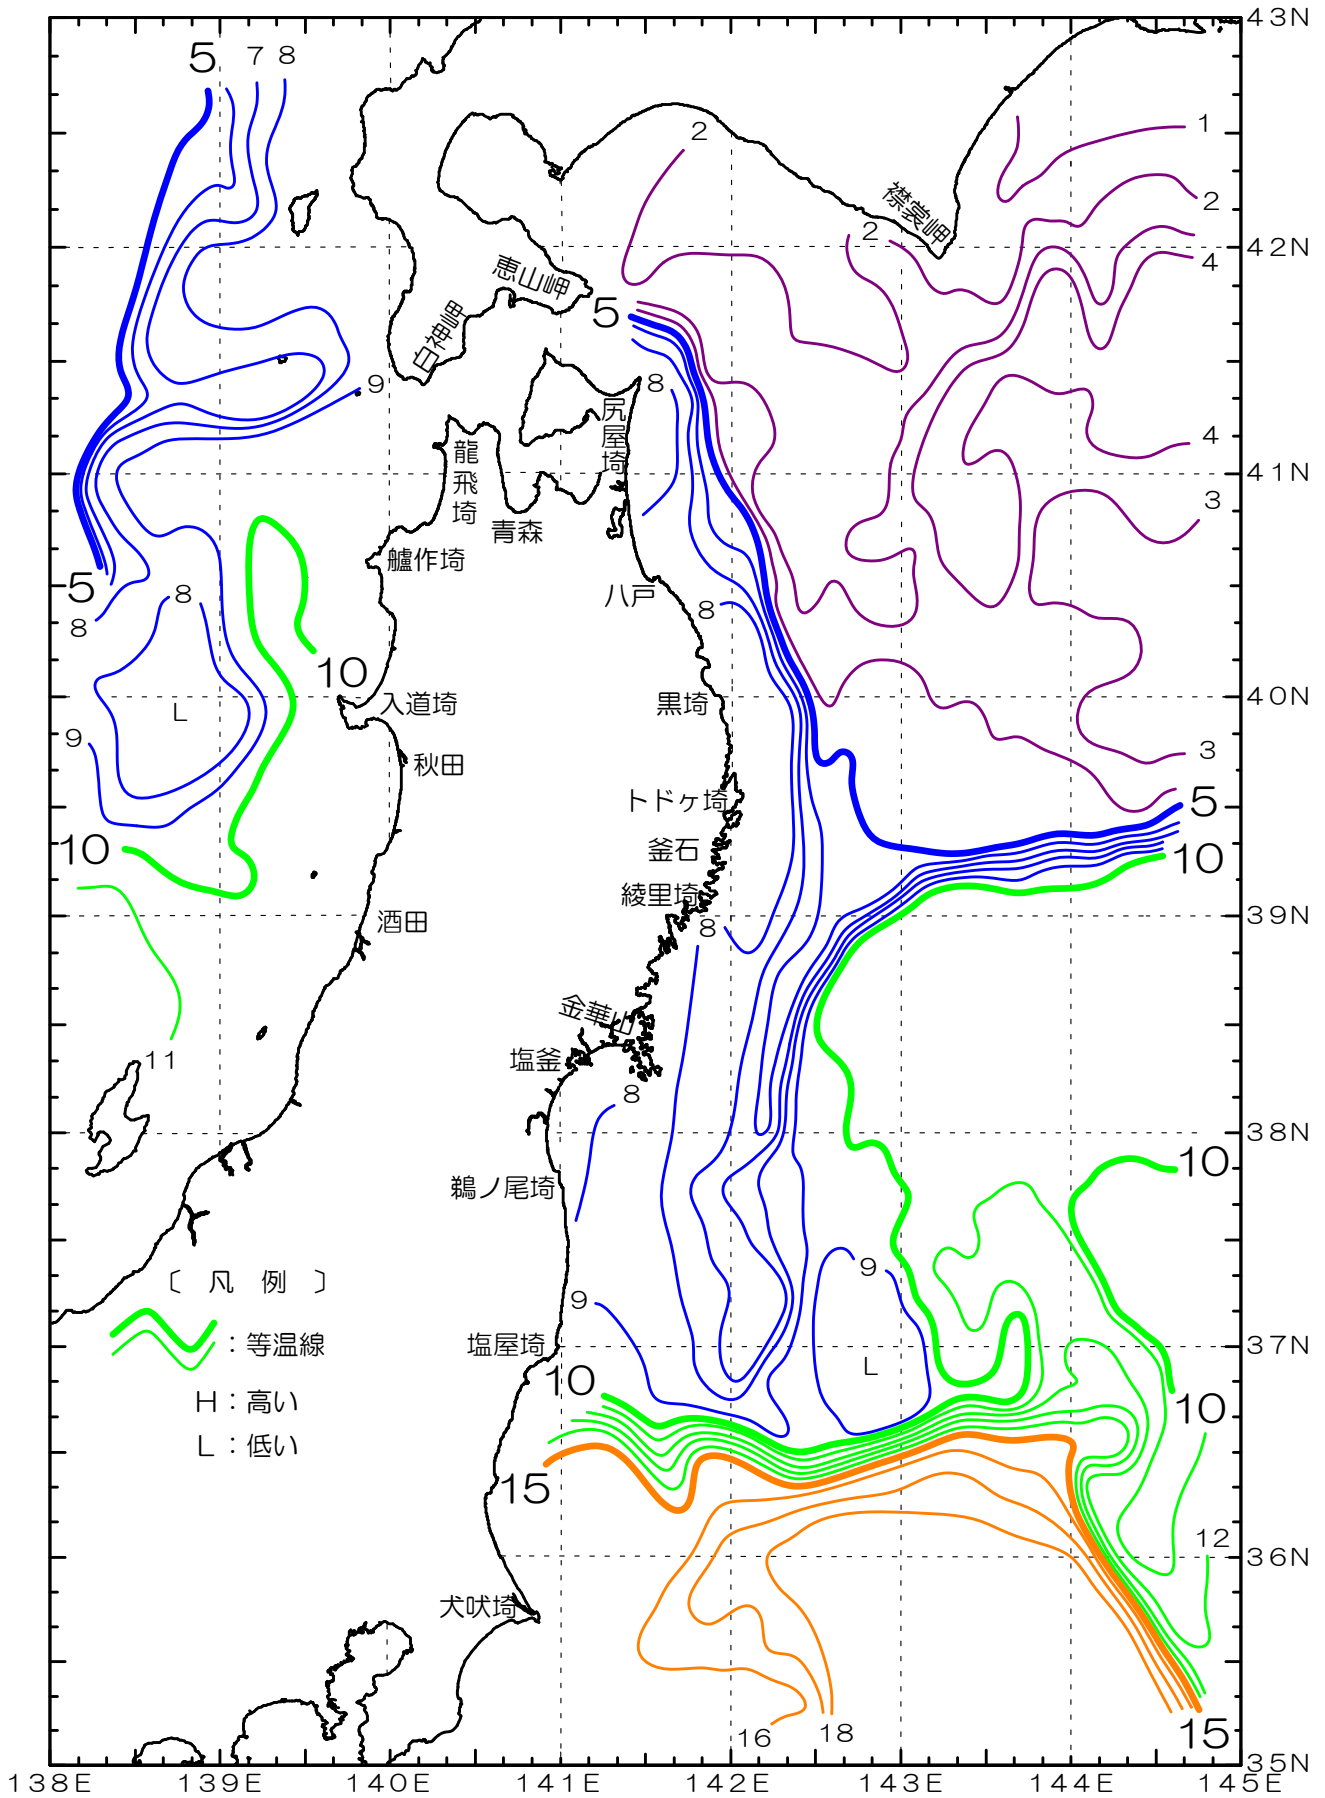 43N
5
7
8
2
1
襟裳岬
2
2
42N
4
恵山岬
5
白神岬
9
8
尻屋埼
4
龍飛埼
41N
3
青森
艫作埼
5
八戸
8
8
8
10
40N
入道埼
黒埼
L
9
3
秋田
トドヶ埼
5
10
釜石
10
綾里埼
39N
酒田
8
金華山
塩釜
11
8
38N
10
鵜ノ尾埼
9
〔 凡 例 〕
9
:等温線
塩屋埼
37N
L
10
H:高い
10
L:低い
15
12
36N
犬吠埼
16
18
15
35N
138E 139E 140E 141E 142E 143E 144E 145E